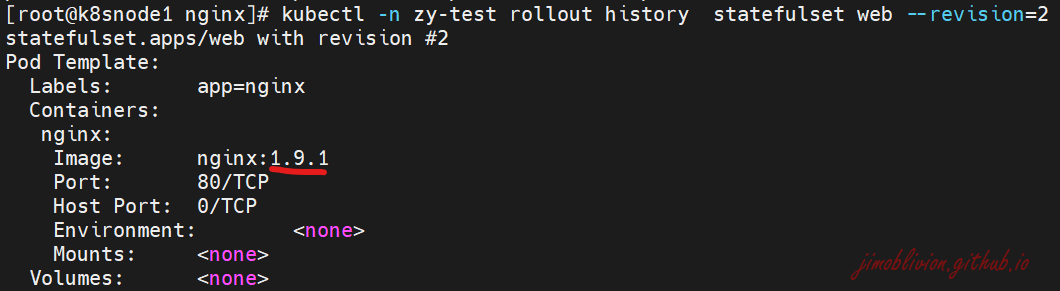 [root@k8snode1 nginx]# kubectl -n zy-test rollout history  statefulset web --revision=2
statefulset.apps/web with revision #2
Pod Template:
  Labels:       app=nginx
  Containers:
   nginx:
    Image:      nginx:1.9.1
    Port:       80/TCP
    Host Port:  0/TCP
    Environment:        <none>
    Mounts:     <none>
  Volumes:      <none>
jimoblivion.github.io